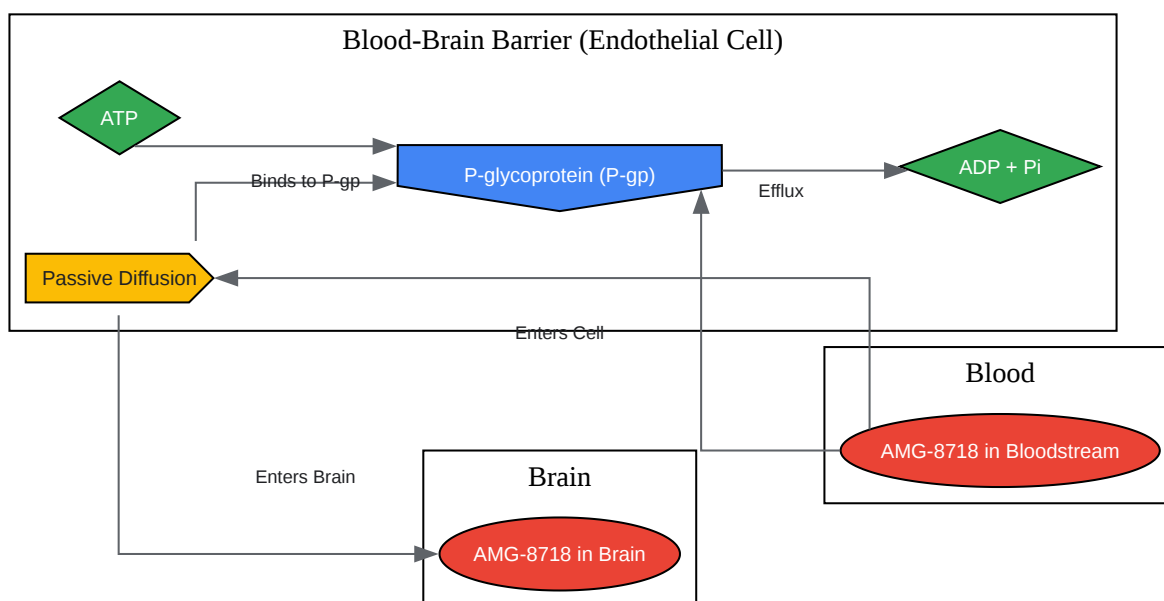 Blood-Brain Barrier (Endothelial Cell)
ATP
P-glycoprotein (P-gp)
ADP + Pi
Binds to P-gp
Efflux
Passive Diffusion
Enters Cell
Blood
AMG-8718 in Bloodstream
Enters Brain
Brain
AMG-8718 in Brain